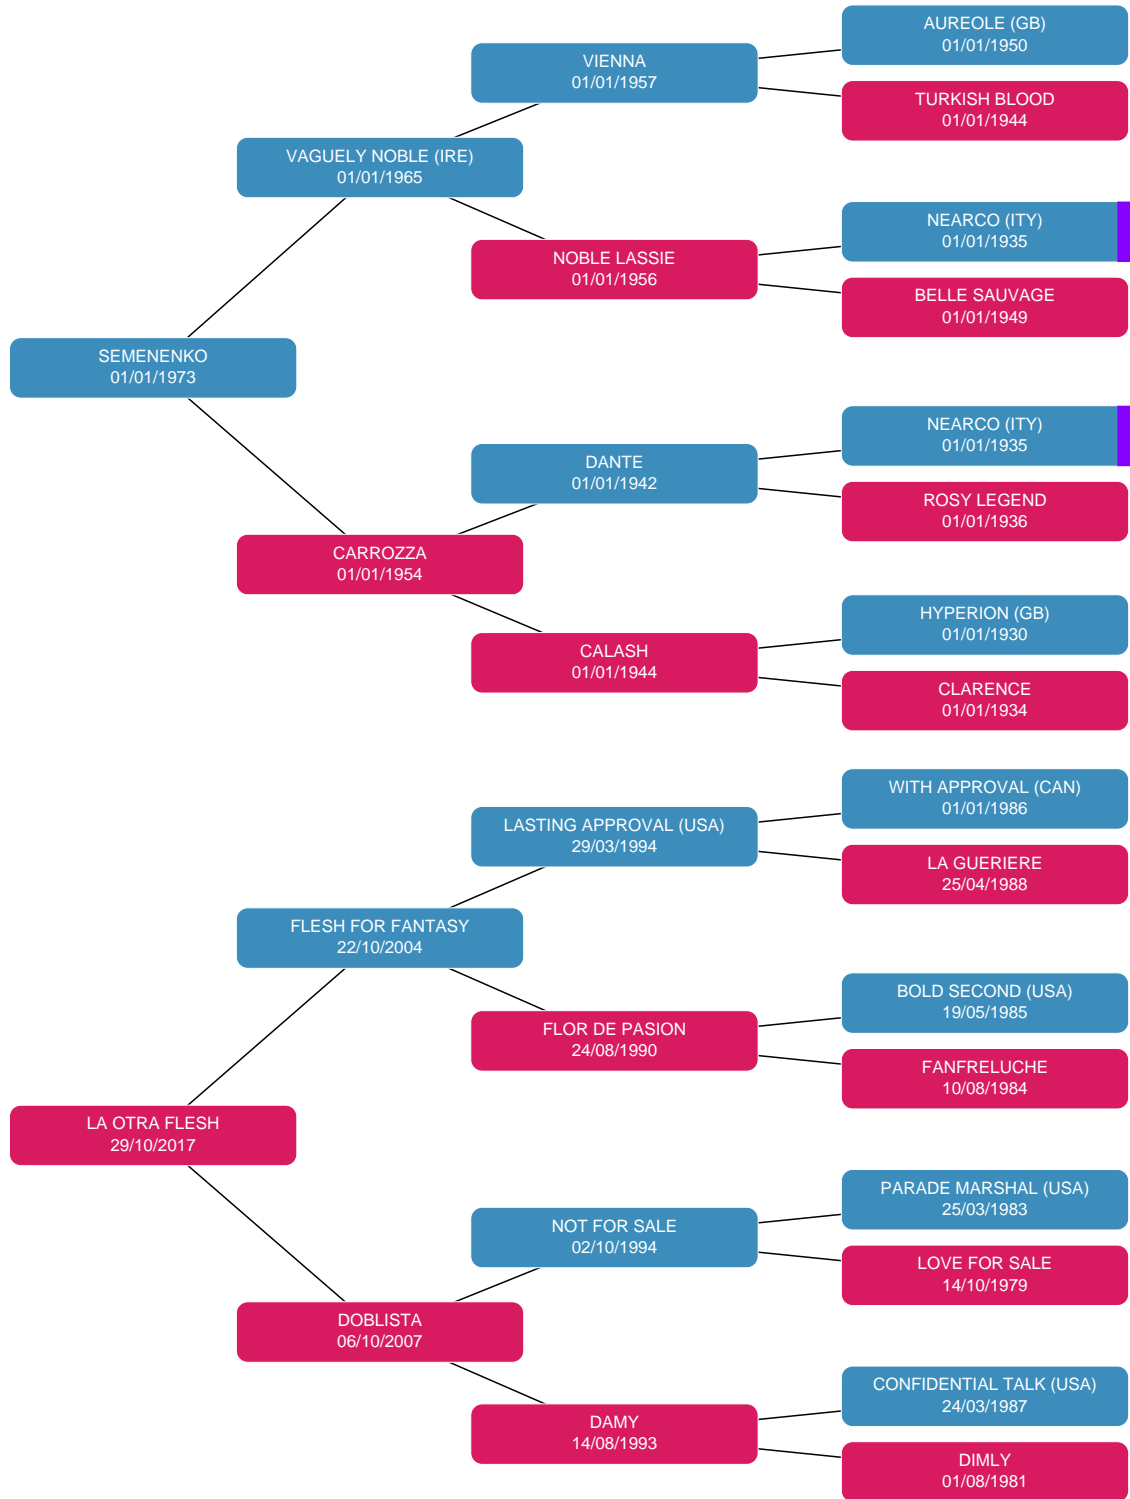 AUREOLE (GB)
01/01/1950
VIENNA
01/01/1957
TURKISH BLOOD
01/01/1944
VAGUELY NOBLE (IRE)
01/01/1965
NEARCO (ITY)
01/01/1935
NOBLE LASSIE
01/01/1956
BELLE SAUVAGE
01/01/1949
SEMENENKO
01/01/1973
NEARCO (ITY)
01/01/1935
DANTE
01/01/1942
ROSY LEGEND
01/01/1936
CARROZZA
01/01/1954
HYPERION (GB)
01/01/1930
CALASH
01/01/1944
CLARENCE
01/01/1934
WITH APPROVAL (CAN)
01/01/1986
LASTING APPROVAL (USA)
29/03/1994
LA GUERIERE
25/04/1988
FLESH FOR FANTASY
22/10/2004
BOLD SECOND (USA)
19/05/1985
FLOR DE PASION
24/08/1990
FANFRELUCHE
10/08/1984
LA OTRA FLESH
29/10/2017
PARADE MARSHAL (USA)
25/03/1983
NOT FOR SALE
02/10/1994
LOVE FOR SALE
14/10/1979
DOBLISTA
06/10/2007
CONFIDENTIAL TALK (USA)
24/03/1987
DAMY
14/08/1993
DIMLY
01/08/1981